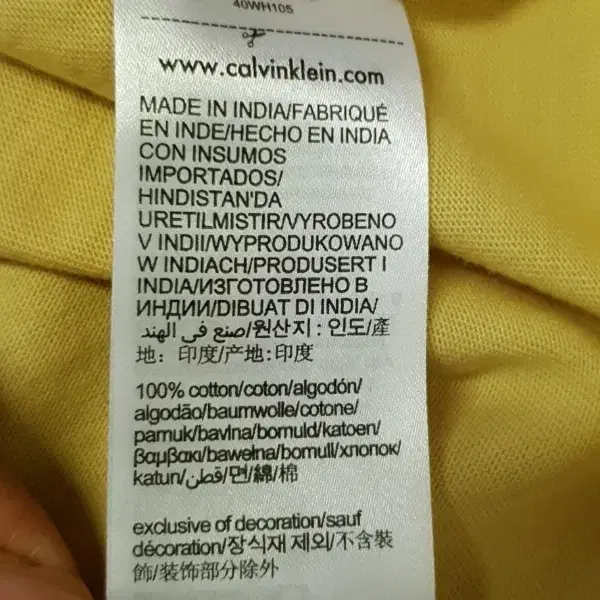 40WH105
www.calvinklein.com
MADE IN INDIA/FABRIQUÉ
EN INDE/HECHO EN INDIA
CON INSUMOS
IMPORTADOS/
HINDISTAN'DA
URETILMISTIR/VYROBENO
V INDII/WYPRODUKOWANO
W INDIACH/PRODUSERT I
INDIA/ИЗГОТОВЛЕНО В
ИНДИИ/DIBUAT DI INDIA/
صنع في الهند/원산지 : 인도/產
地: 印度/产地:印度
100% cotton/coton/algodón/
algodão/baumwolle/cotone/
pamuk/bavlna/bomuld/katoen/
βαμβακι/bawełna/bomull/хлопок/
katun/قطن/면/綿/棉
exclusive of decoration/sauf
décoration/장식재 제외/不含裝
飾/装饰部分除外